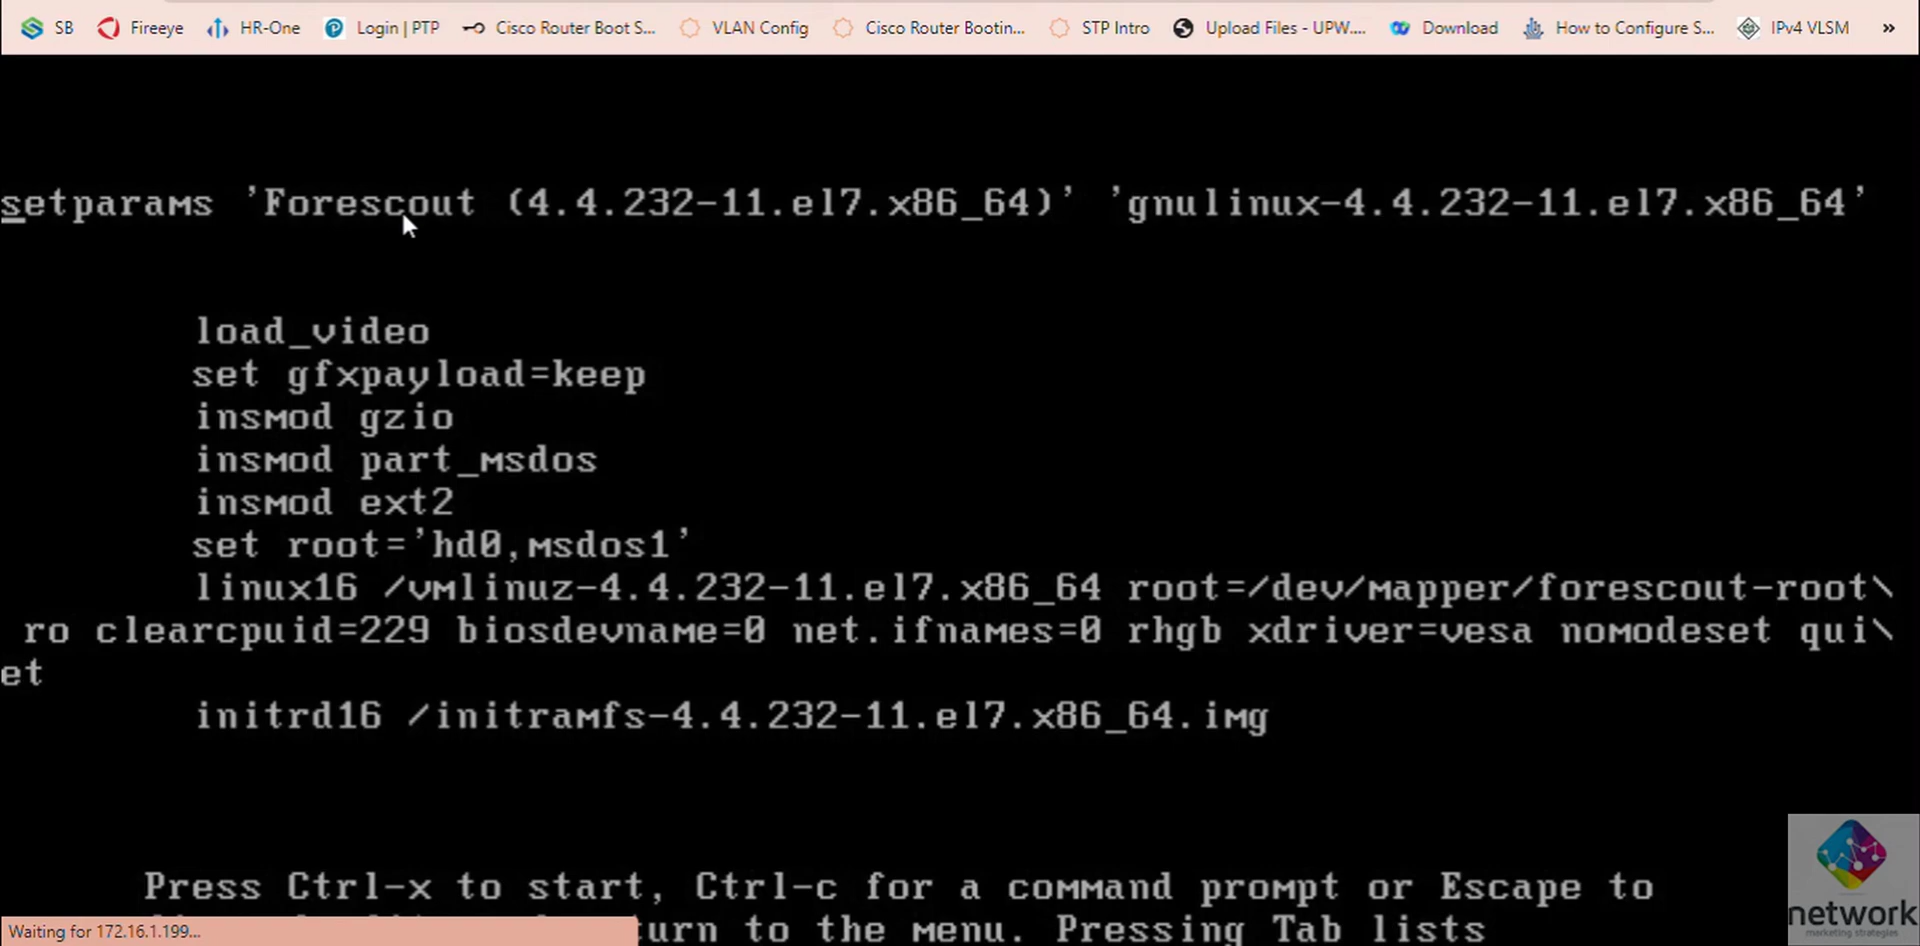 SB Fireeye HR-One Login | PTP Cisco Router Boot S... VLAN Config Cisco Router Bootin... STP Intro Upload Files - UPW.... Download How to Configure S... IPv4 VLSM »
setparams 'Forescout (4.4.232-11.el7.x86_64)' 'gnulinux-4.4.232-11.el7.x86_64'
load_video
set gfxpayload=keep
insmod gzio
insmod part_msdos
insmod ext2
set root='hd0,msdos1'
linux16 /vmlinuz-4.4.232-11.el7.x86_64 root=/dev/mapper/forescout-root\
ro clearcpuid=229 biosdevname=0 net.ifnames=0 rhgb xdriver=vesa nomodeset qui\
et
initrd16 /initramfs-4.4.232-11.el7.x86_64.img
Press Ctrl-x to start, Ctrl-c for a command prompt or Escape to
turn to the menu. Pressing Tab lists
Waiting for 172.16.1.199...
network
marketing strategies